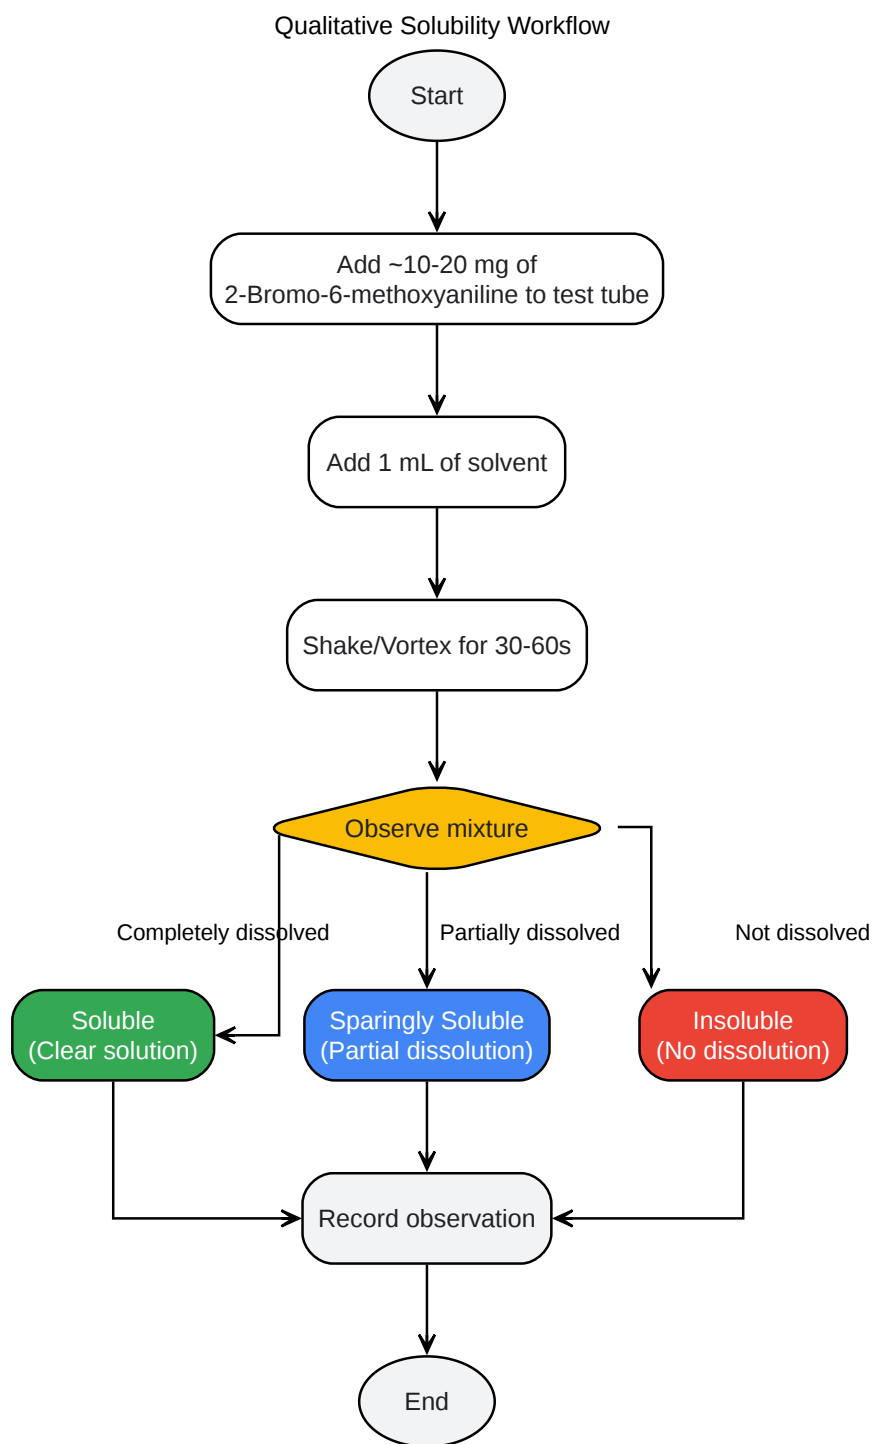 Qualitative Solubility Workflow
Start
Add ~10-20 mg of
2-Bromo-6-methoxyaniline to test tube
Add 1 mL of solvent
Shake/Vortex for 30-60s
Observe mixture
Completely dissolved
Partially dissolved
Not dissolved
Soluble
(Clear solution)
Sparingly Soluble
(Partial dissolution)
Insoluble
(No dissolution)
Record observation
End